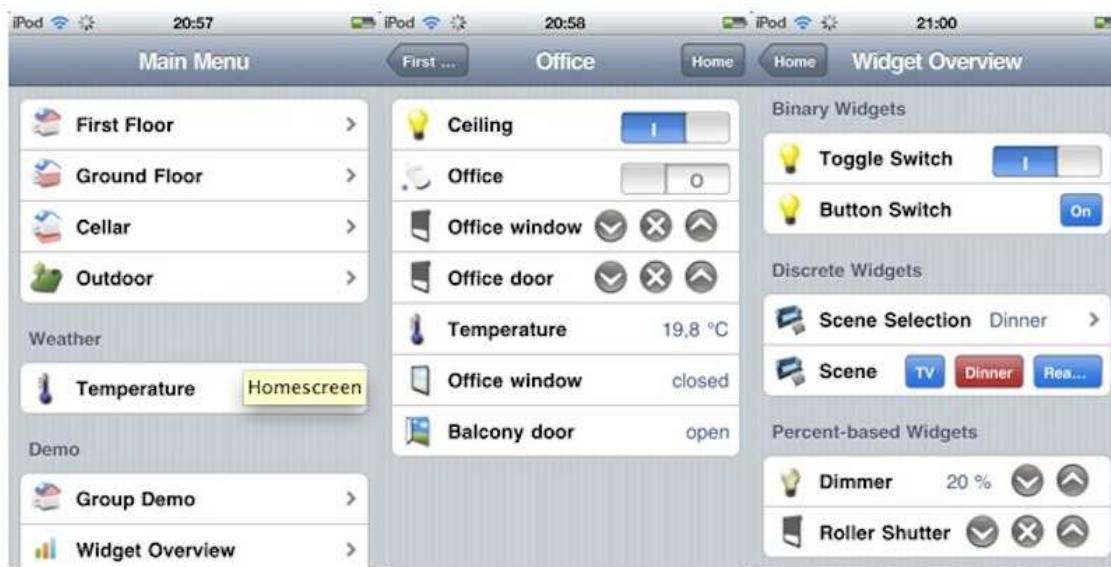 iPod 20:57
Main Menu
First Floor
Ground Floor
Cellar
Outdoor
Weather
Temperature
Homescreen
Demo
Group Demo
Widget Overview
iPod 20:58
First ... Office Home
Ceiling I
Office O
Office window
Office door
Temperature 19,8 °C
Office window closed
Balcony door open
iPod 21:00
Home Widget Overview
Binary Widgets
Toggle Switch I
Button Switch On
Discrete Widgets
Scene Selection Dinner
Scene TV Dinner Rea...
Percent-based Widgets
Dimmer 20 %
Roller Shutter